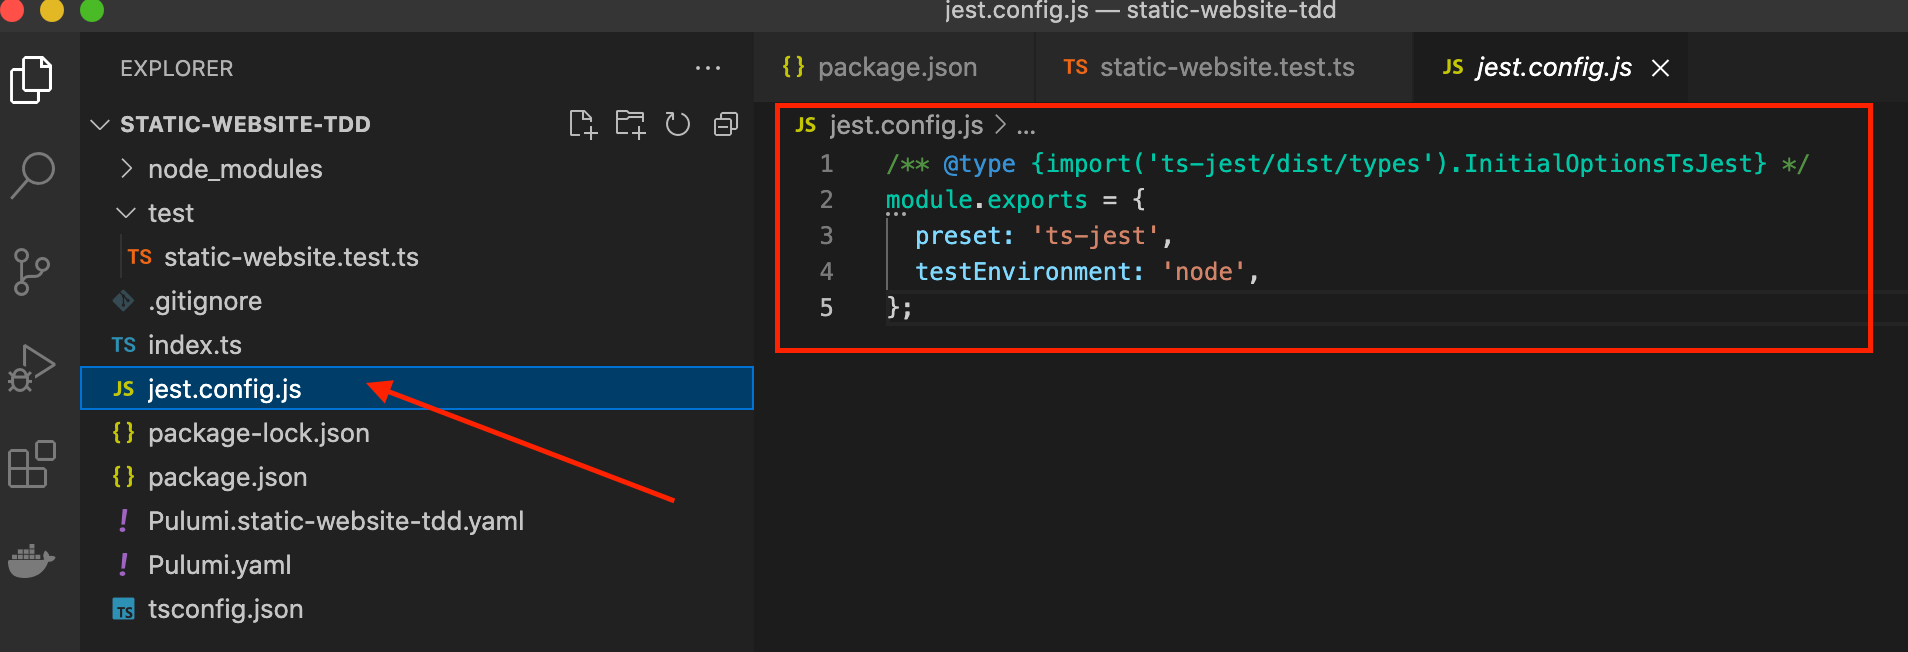 jest.config.js — static-website-tdd
EXPLORER
STATIC-WEBSITE-TDD
node_modules
test
TS static-website.test.ts
.gitignore
TS index.ts
JS jest.config.js
{} package-lock.json
{} package.json
! Pulumi.static-website-tdd.yaml
! Pulumi.yaml
TS tsconfig.json
{} package.json
TS static-website.test.ts
JS jest.config.js
JS jest.config.js > ...
1 /** @type {import('ts-jest/dist/types').InitialOptionsTsJest} */
2 module.exports = {
3 preset: 'ts-jest',
4 testEnvironment: 'node',
5 };